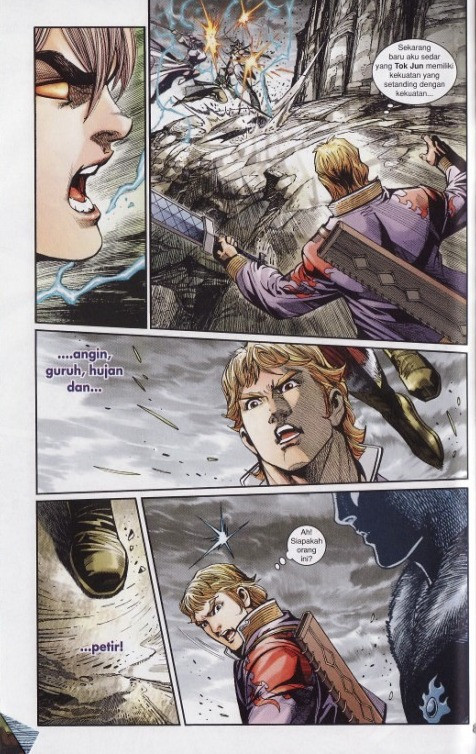 Sekarang
baru aku sedar
yang Tok Jun memiliki
kekuatan yang
setanding dengan
kekuatan...
....angin,
guruh, hujan
dan...
...petir!
Ah!
Siapakah
orang
ini?